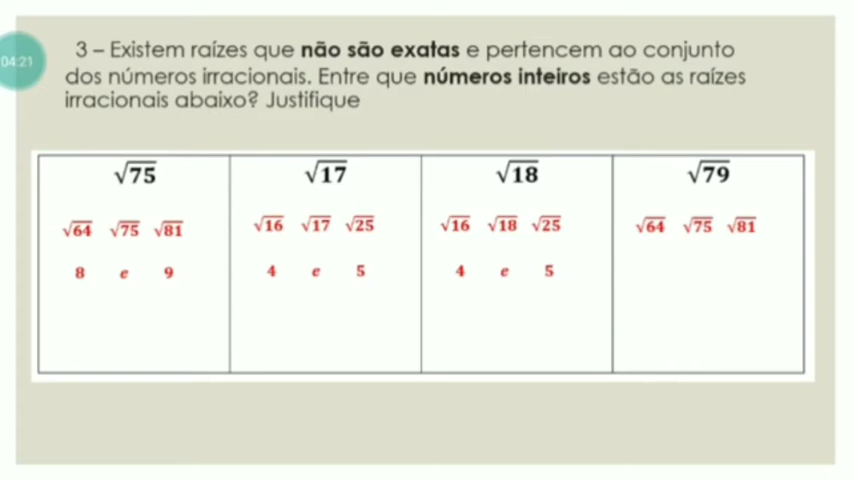 04:21
3 – Existem raízes que não são exatas e pertencem ao conjunto
dos números irracionais. Entre que números inteiros estão as raízes
irracionais abaixo? Justifique
√75
√64 √75 √81
8 e 9
√17
√16 √17 √25
4 e 5
√18
√16 √18 √25
4 e 5
√79
√64 √75 √81